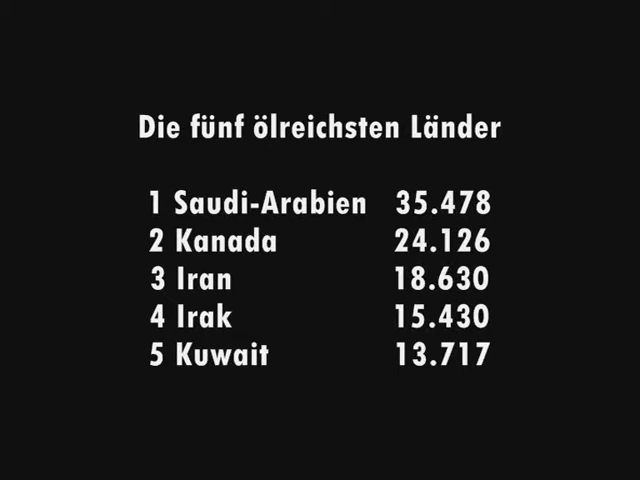 Die fünf ölreichsten Länder
1 Saudi-Arabien 35.478
2 Kanada 24.126
3 Iran 18.630
4 Irak 15.430
5 Kuwait 13.717